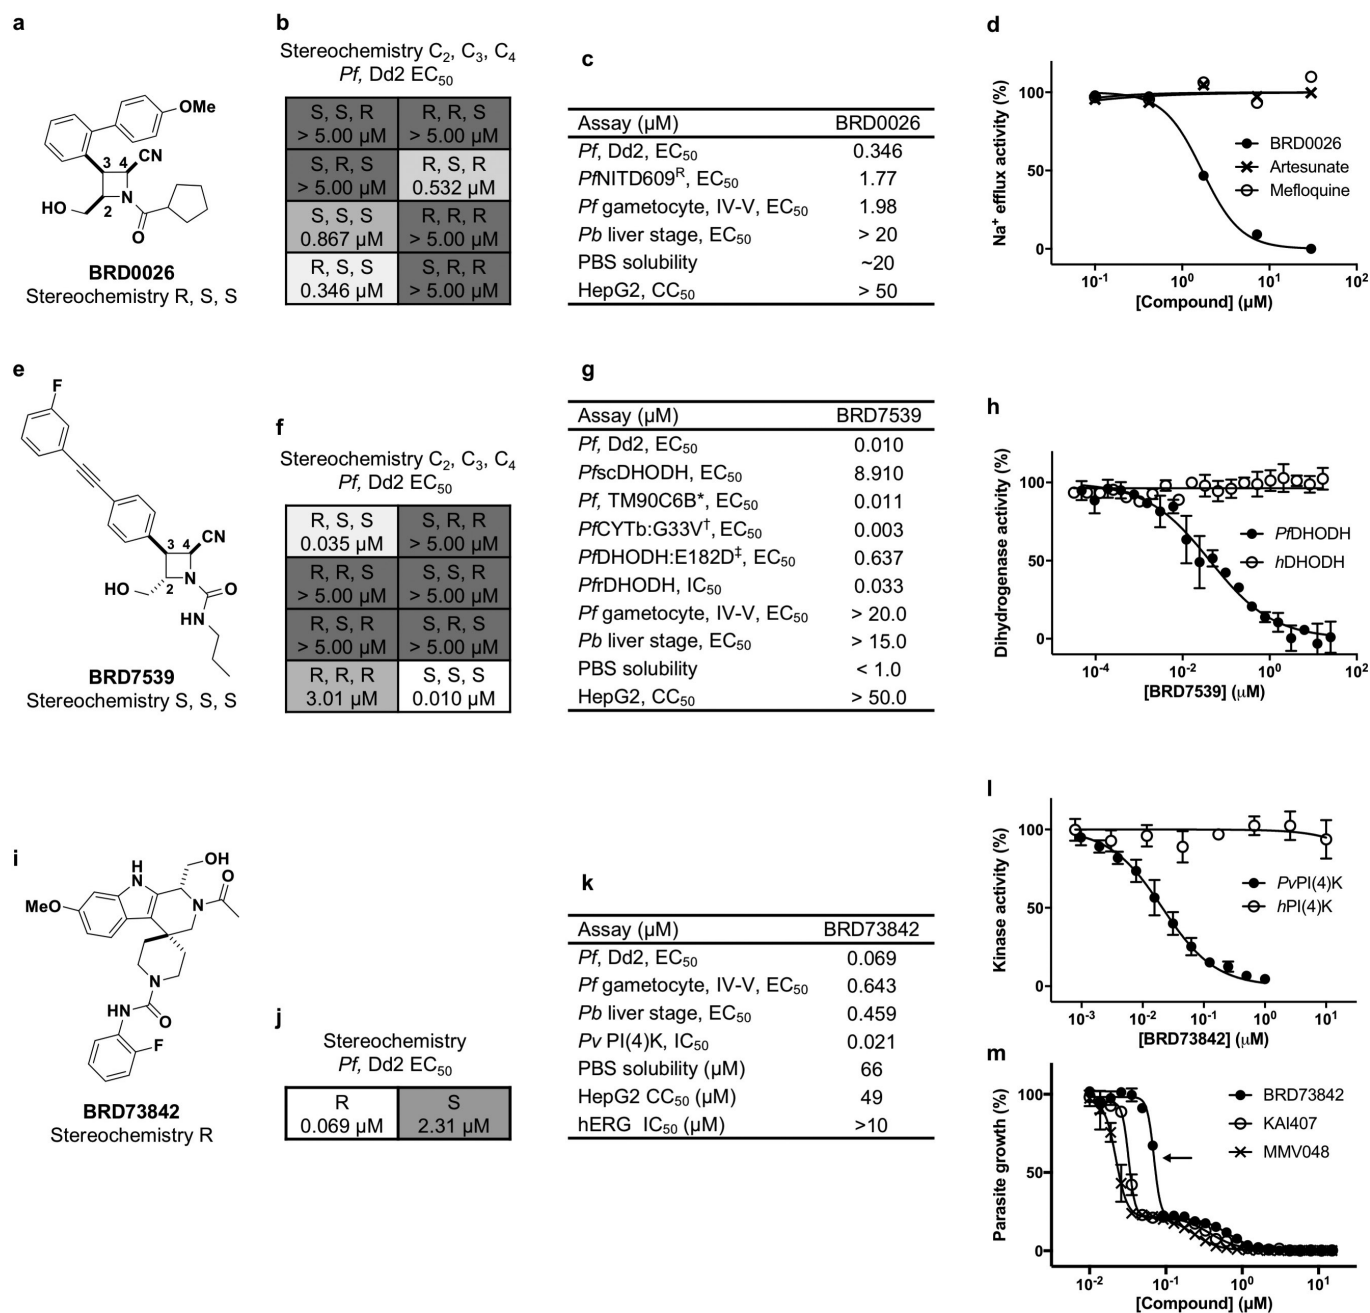 a
OMe
3
4
CN
HO
2
N
O
BRD0026
Stereochemistry R, S, S
b
Stereochemistry C₂, C₃, C₄
Pf, Dd2 EC₅₀
S, S, R R, R, S
> 5.00 µM > 5.00 µM
S, R, S R, S, R
> 5.00 µM 0.532 µM
S, S, S R, R, R
0.867 µM > 5.00 µM
R, S, S S, R, R
0.346 µM > 5.00 µM
c
Assay (µM) BRD0026
Pf, Dd2, EC₅₀ 0.346
PfNITD609ᴿ, EC₅₀ 1.77
Pf gametocyte, IV-V, EC₅₀ 1.98
Pb liver stage, EC₅₀ > 20
PBS solubility ~20
HepG2, CC₅₀ > 50
d
Na⁺ efflux activity (%)
100
50
0
BRD0026
Artesunate
Mefloquine
10⁻¹ 10⁰ 10¹ 10²
[Compound] (µM)
e
F
3
4
CN
HO
2
N
O
HN
BRD7539
Stereochemistry S, S, S
f
Stereochemistry C₂, C₃, C₄
Pf, Dd2 EC₅₀
R, S, S S, R, R
0.035 µM > 5.00 µM
R, R, S S, S, R
> 5.00 µM > 5.00 µM
R, S, R S, R, S
> 5.00 µM > 5.00 µM
R, R, R S, S, S
3.01 µM 0.010 µM
g
Assay (µM) BRD7539
Pf, Dd2, EC₅₀ 0.010
PfscDHODH, EC₅₀ 8.910
Pf, TM90C6B*, EC₅₀ 0.011
PfCYTb:G33V†, EC₅₀ 0.003
PfDHODH:E182D‡, EC₅₀ 0.637
PfrDHODH, IC₅₀ 0.033
Pf gametocyte, IV-V, EC₅₀ > 20.0
Pb liver stage, EC₅₀ > 15.0
PBS solubility < 1.0
HepG2, CC₅₀ > 50.0
h
Dihydrogenase activity (%)
100
50
0
PfDHODH
hDHODH
10⁻⁴ 10⁻² 10⁰ 10²
[BRD7539] (µM)
i
H
N
OH
O
MeO
N
N
HN
O
F
BRD73842
Stereochemistry R
j
Stereochemistry
Pf, Dd2 EC₅₀
R S
0.069 µM 2.31 µM
k
Assay (µM) BRD73842
Pf, Dd2, EC₅₀ 0.069
Pf gametocyte, IV-V, EC₅₀ 0.643
Pb liver stage, EC₅₀ 0.459
Pv PI(4)K, IC₅₀ 0.021
PBS solubility (µM) 66
HepG2 CC₅₀ (µM) 49
hERG IC₅₀ (µM) >10
l
Kinase activity (%)
100
50
0
PvPI(4)K
hPI(4)K
10⁻³ 10⁻² 10⁻¹ 10⁰ 10¹
[BRD73842] (µM)
m
Parasite growth (%)
100
50
0
BRD73842
KAI407
MMV048
10⁻² 10⁻¹ 10⁰ 10¹
[Compound] (µM)